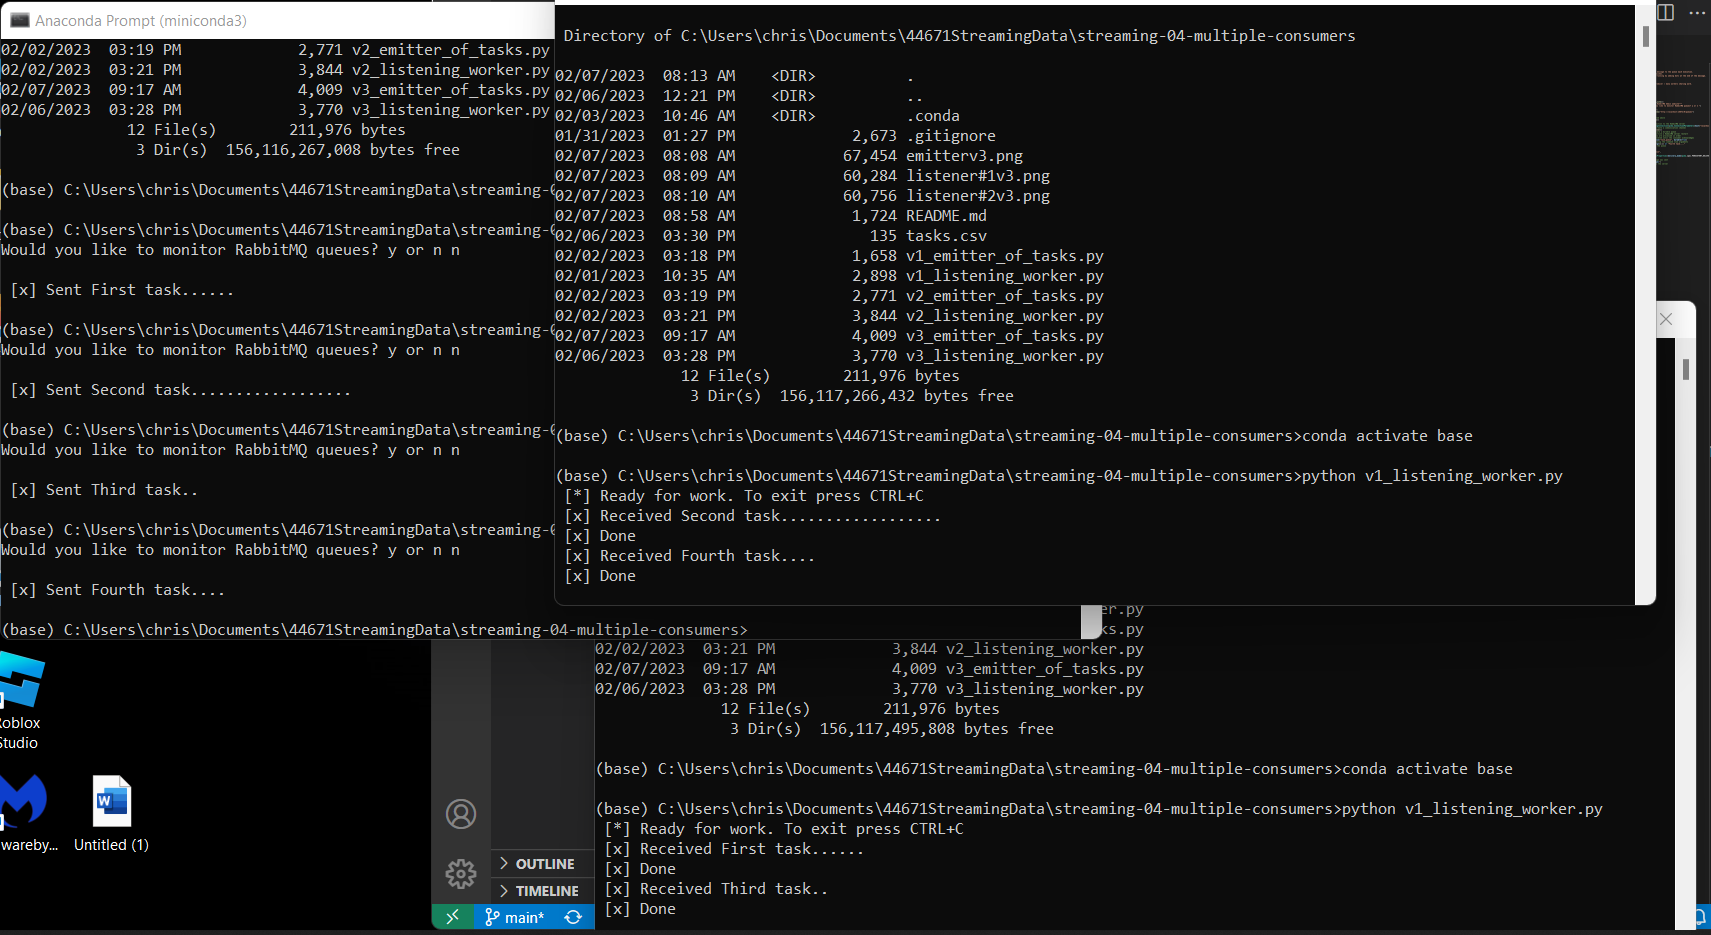 Anaconda Prompt (miniconda3)
02/02/2023  03:19 PM             2,771 v2_emitter_of_tasks.py
02/02/2023  03:21 PM             3,844 v2_listening_worker.py
02/07/2023  09:17 AM             4,009 v3_emitter_of_tasks.py
02/06/2023  03:28 PM             3,770 v3_listening_worker.py
12 File(s)        211,976 bytes
3 Dir(s)  156,116,267,008 bytes free
(base) C:\Users\chris\Documents\44671StreamingData\streaming-0
(base) C:\Users\chris\Documents\44671StreamingData\streaming-0
Would you like to monitor RabbitMQ queues? y or n n
[x] Sent First task......
(base) C:\Users\chris\Documents\44671StreamingData\streaming-0
Would you like to monitor RabbitMQ queues? y or n n
[x] Sent Second task..................
(base) C:\Users\chris\Documents\44671StreamingData\streaming-0
Would you like to monitor RabbitMQ queues? y or n n
[x] Sent Third task..
(base) C:\Users\chris\Documents\44671StreamingData\streaming-0
Would you like to monitor RabbitMQ queues? y or n n
[x] Sent Fourth task....
(base) C:\Users\chris\Documents\44671StreamingData\streaming-04-multiple-consumers>
Directory of C:\Users\chris\Documents\44671StreamingData\streaming-04-multiple-consumers
02/07/2023  08:13 AM    <DIR>          .
02/06/2023  12:21 PM    <DIR>          ..
02/03/2023  10:46 AM    <DIR>          .conda
01/31/2023  01:27 PM             2,673 .gitignore
02/07/2023  08:08 AM            67,454 emitterv3.png
02/07/2023  08:09 AM            60,284 listener#1v3.png
02/07/2023  08:10 AM            60,756 listener#2v3.png
02/07/2023  08:58 AM             1,724 README.md
02/06/2023  03:30 PM               135 tasks.csv
02/02/2023  03:18 PM             1,658 v1_emitter_of_tasks.py
02/01/2023  10:35 AM             2,898 v1_listening_worker.py
02/02/2023  03:19 PM             2,771 v2_emitter_of_tasks.py
02/02/2023  03:21 PM             3,844 v2_listening_worker.py
02/07/2023  09:17 AM             4,009 v3_emitter_of_tasks.py
02/06/2023  03:28 PM             3,770 v3_listening_worker.py
12 File(s)        211,976 bytes
3 Dir(s)  156,117,266,432 bytes free
(base) C:\Users\chris\Documents\44671StreamingData\streaming-04-multiple-consumers>conda activate base
(base) C:\Users\chris\Documents\44671StreamingData\streaming-04-multiple-consumers>python v1_listening_worker.py
[*] Ready for work. To exit press CTRL+C
[x] Received Second task..................
[x] Done
[x] Received Fourth task....
[x] Done
er.py
ks.py
02/02/2023  03:21 PM             3,844 v2_listening_worker.py
02/07/2023  09:17 AM             4,009 v3_emitter_of_tasks.py
02/06/2023  03:28 PM             3,770 v3_listening_worker.py
12 File(s)        211,976 bytes
3 Dir(s)  156,117,495,808 bytes free
(base) C:\Users\chris\Documents\44671StreamingData\streaming-04-multiple-consumers>conda activate base
(base) C:\Users\chris\Documents\44671StreamingData\streaming-04-multiple-consumers>python v1_listening_worker.py
[*] Ready for work. To exit press CTRL+C
[x] Received First task......
[x] Done
[x] Received Third task..
[x] Done
oblox
Studio
wareby...
W
Untitled (1)
OUTLINE
TIMELINE
main*